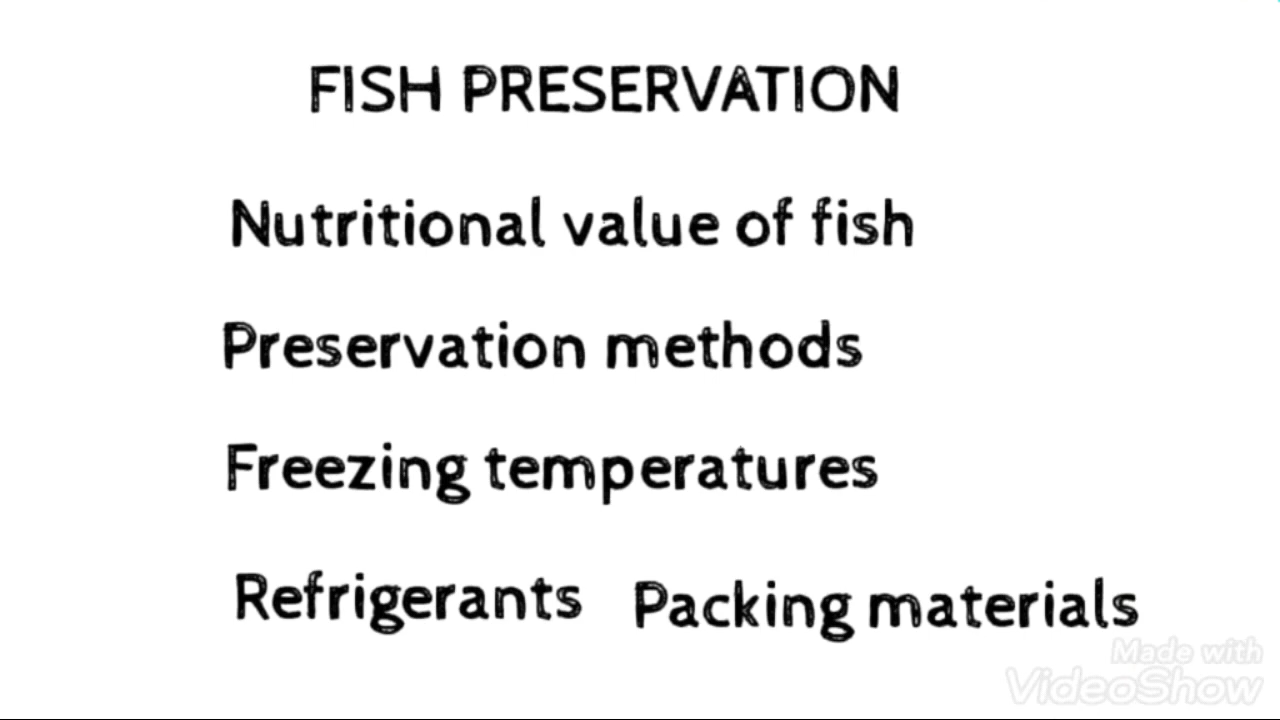 FISH PRESERVATION
Nutritional value of fish
Preservation methods
Freezing temperatures
Refrigerants Packing materials
Made with
VideoShow